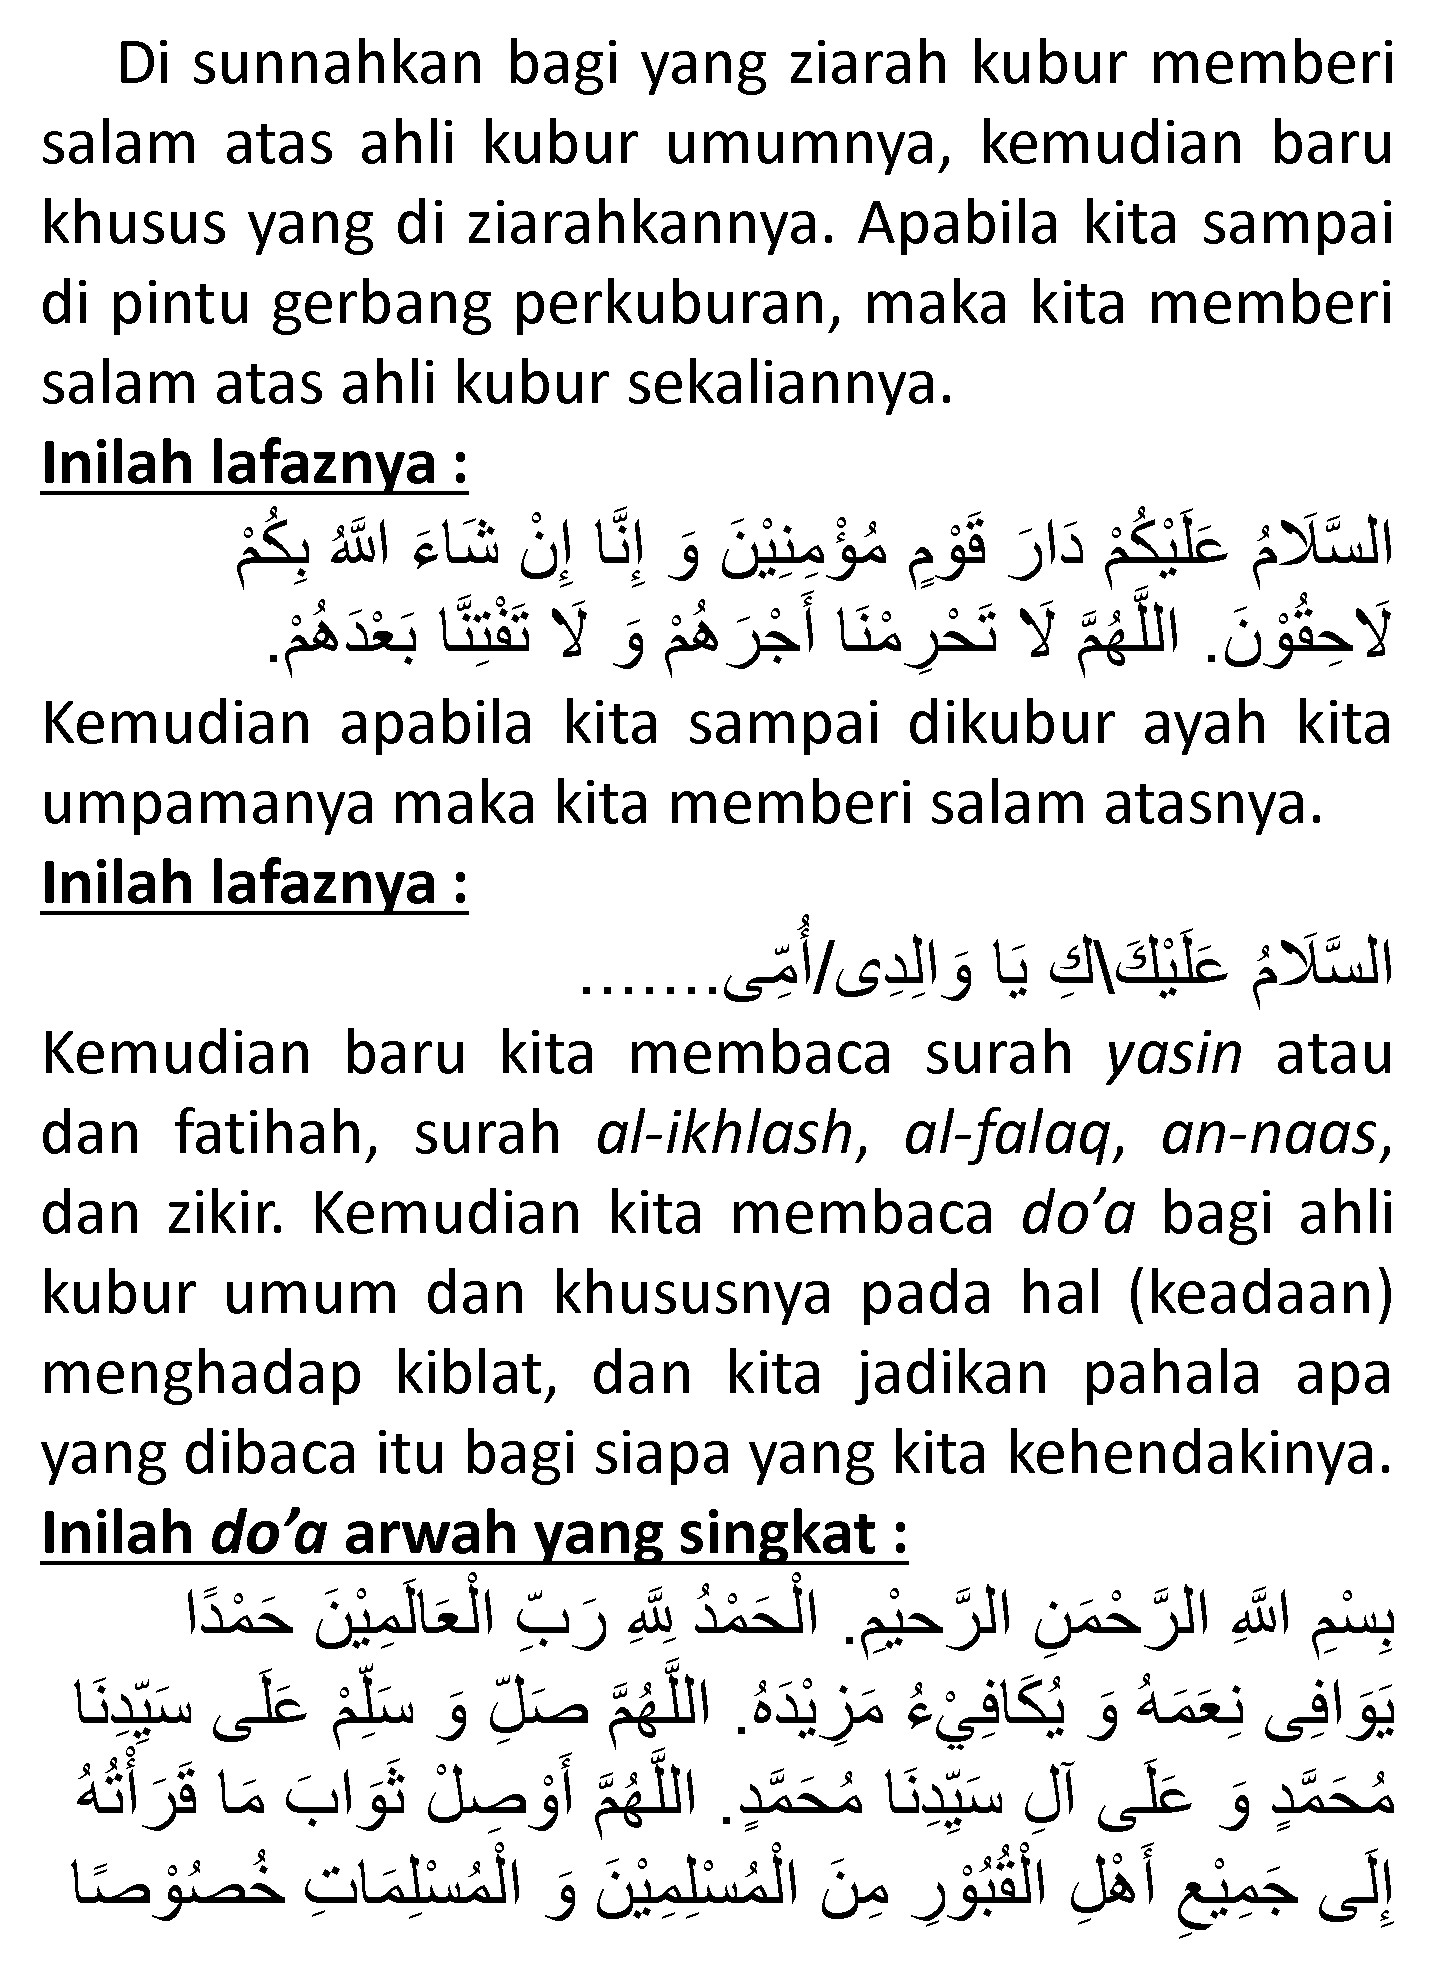 Di sunnahkan bagi yang ziarah kubur memberi
salam atas ahli kubur umumnya, kemudian baru
khusus yang di ziarahkannya. Apabila kita sampai
di pintu gerbang perkuburan, maka kita memberi
salam atas ahli kubur sekaliannya.
Inilah lafaznya :
السَّلَامُ عَلَيْكُمْ دَارَ قَوْمٍ مُؤْمِنِيْنَ وَ إِنَّا إِنْ شَاءَ اللَّهُ بِكُمْ
لَاحِقُوْنَ. اللَّهُمَّ لَا تَحْرِمْنَا أَجْرَهُمْ وَ لَا تَفْتِنَّا بَعْدَهُمْ.
Kemudian apabila kita sampai dikubur ayah kita
umpamanya maka kita memberi salam atasnya.
Inilah lafaznya :
السَّلَامُ عَلَيْكَ\كِ يَا وَالِدِى/أُمِّى.......
Kemudian baru kita membaca surah yasin atau
dan fatihah, surah al-ikhlash, al-falaq, an-naas,
dan zikir. Kemudian kita membaca do’a bagi ahli
kubur umum dan khususnya pada hal (keadaan)
menghadap kiblat, dan kita jadikan pahala apa
yang dibaca itu bagi siapa yang kita kehendakinya.
Inilah do’a arwah yang singkat :
بِسْمِ اللَّهِ الرَّحْمَنِ الرَّحِيْمِ. الْحَمْدُ لِلَّهِ رَبِّ الْعَالَمِيْنَ حَمْدًا
يَوَافِى نِعَمَهُ وَ يُكَافِيْءُ مَزِيْدَهُ. اللَّهُمَّ صَلِّ وَ سَلِّمْ عَلَى سَيِّدِنَا
مُحَمَّدٍ وَ عَلَى آلِ سَيِّدِنَا مُحَمَّدٍ. اللَّهُمَّ أَوْصِلْ ثَوَابَ مَا قَرَأْتُهُ
إِلَى جَمِيْعِ أَهْلِ الْقُبُوْرِ مِنَ الْمُسْلِمِيْنَ وَ الْمُسْلِمَاتِ خُصُوْصًا